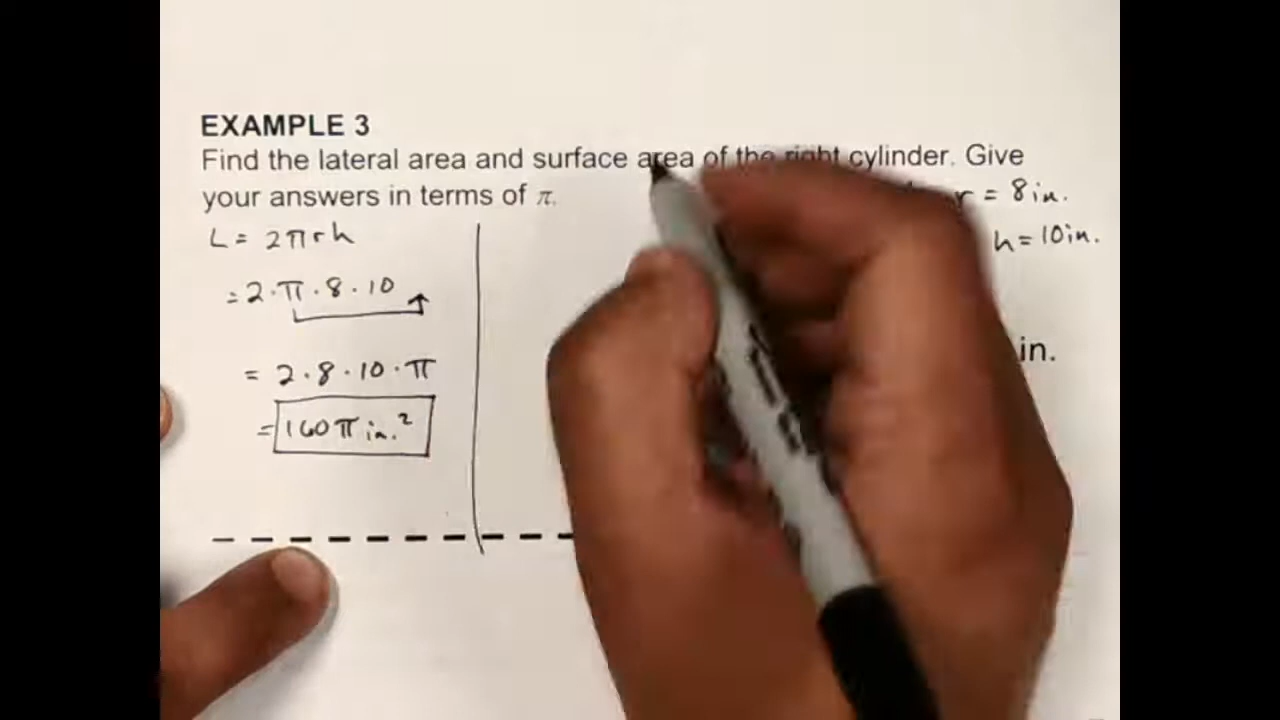 EXAMPLE 3
Find the lateral area and surface area of the right cylinder. Give
your answers in terms of π.
r = 8in.
h = 10in.
L = 2πrh
= 2·π·8·10
= 2·8·10·π
= 160π in.²
in.